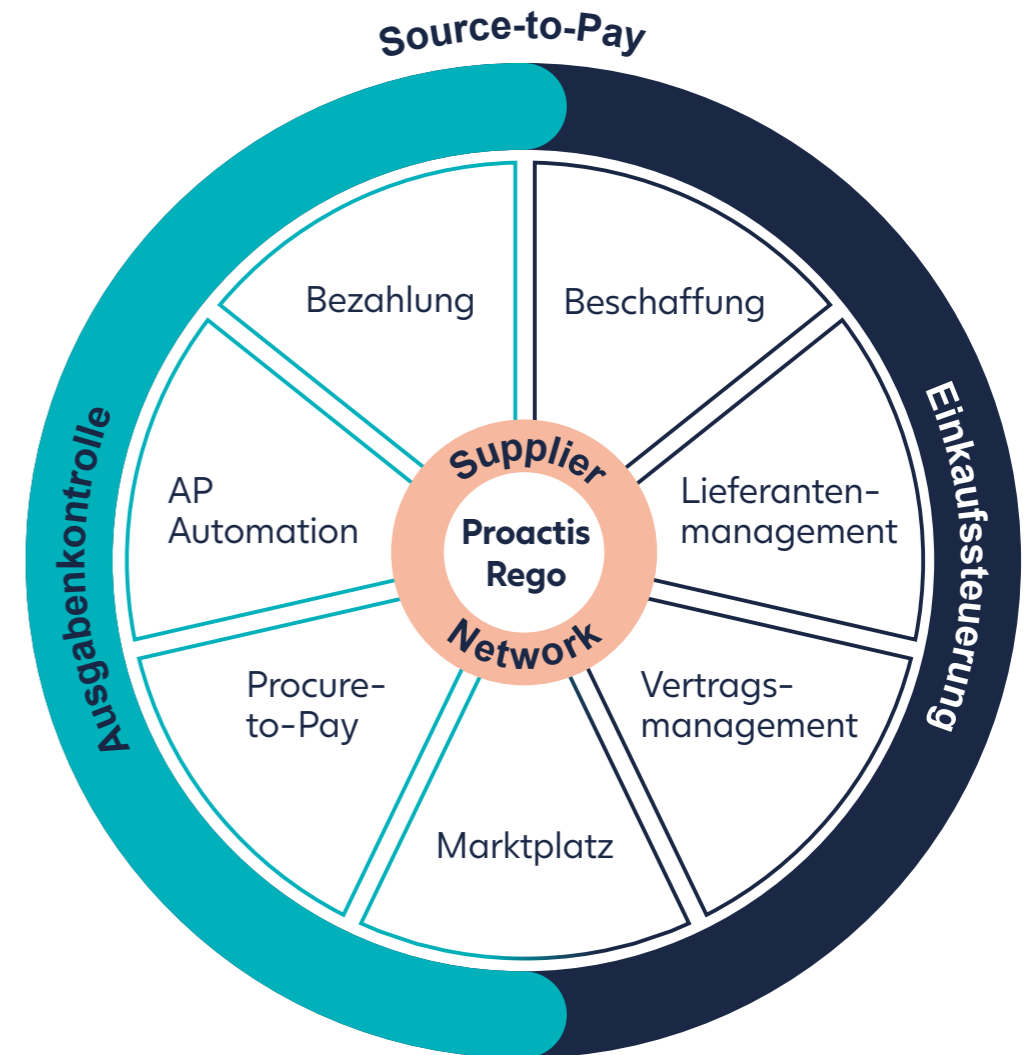 Source-to-Pay
Bezahlung
Beschaffung
Ausgabenkontrolle
Einkaufssteuerung
AP
Automation
Supplier
Proactis
Rego
Network
Lieferanten-
management
Procure-
to-Pay
Vertrags-
management
Marktplatz